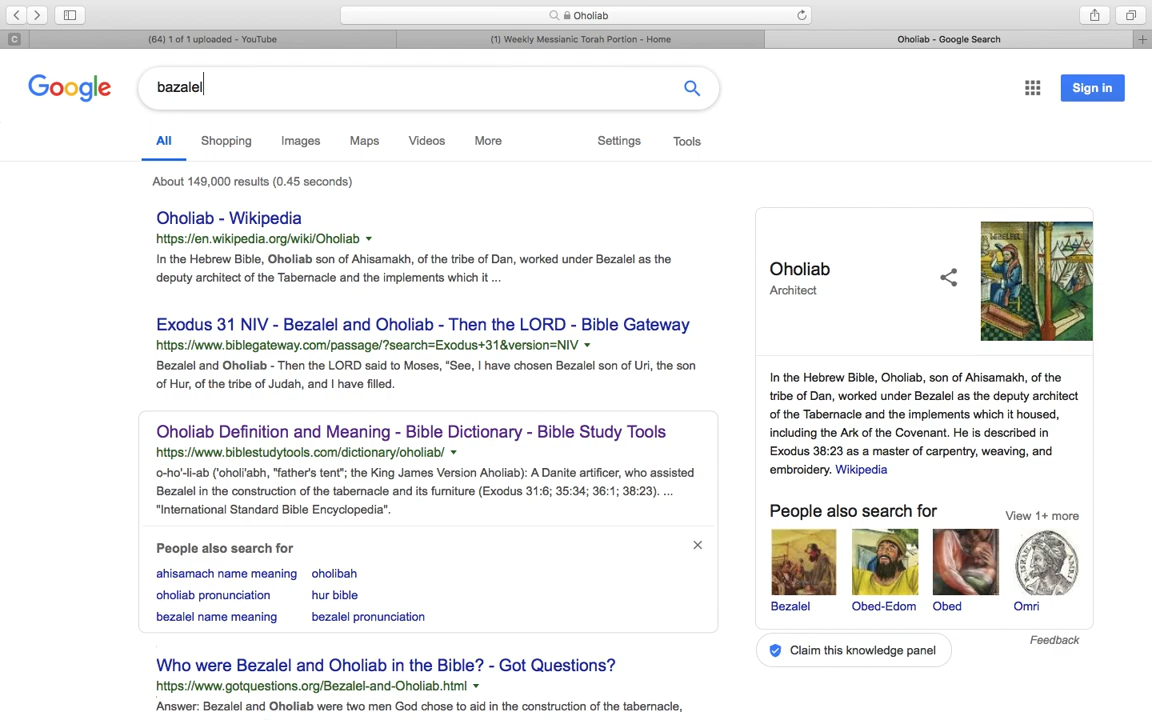 Oholiab
C
(64) 1 of 1 uploaded - YouTube
(1) Weekly Messianic Torah Portion - Home
Oholiab - Google Search
Google
bazalel
Sign in
All Shopping Images Maps Videos More Settings Tools
About 149,000 results (0.45 seconds)
Oholiab - Wikipedia
https://en.wikipedia.org/wiki/Oholiab
In the Hebrew Bible, Oholiab son of Ahisamakh, of the tribe of Dan, worked under Bezalel as the
deputy architect of the Tabernacle and the implements which it ...
Exodus 31 NIV - Bezalel and Oholiab - Then the LORD - Bible Gateway
https://www.biblegateway.com/passage/?search=Exodus+31&version=NIV
Bezalel and Oholiab - Then the LORD said to Moses, “See, I have chosen Bezalel son of Uri, the son
of Hur, of the tribe of Judah, and I have filled.
Oholiab Definition and Meaning - Bible Dictionary - Bible Study Tools
https://www.biblestudytools.com/dictionary/oholiab/
o-ho'-li-ab ('oholi'abh, "father's tent"; the King James Version Aholiab): A Danite artificer, who assisted
Bezalel in the construction of the tabernacle and its furniture (Exodus 31:6; 35:34; 36:1; 38:23). ...
"International Standard Bible Encyclopedia".
People also search for
ahisamach name meaning oholibah
oholiab pronunciation hur bible
bezalel name meaning bezalel pronunciation
Who were Bezalel and Oholiab in the Bible? - Got Questions?
https://www.gotquestions.org/Bezalel-and-Oholiab.html
Answer: Bezalel and Oholiab were two men God chose to aid in the construction of the tabernacle,
Oholiab
Architect
In the Hebrew Bible, Oholiab, son of Ahisamakh, of the
tribe of Dan, worked under Bezalel as the deputy architect
of the Tabernacle and the implements which it housed,
including the Ark of the Covenant. He is described in
Exodus 38:23 as a master of carpentry, weaving, and
embroidery. Wikipedia
People also search for
View 1+ more
Bezalel Obed-Edom Obed Omri
Feedback
Claim this knowledge panel